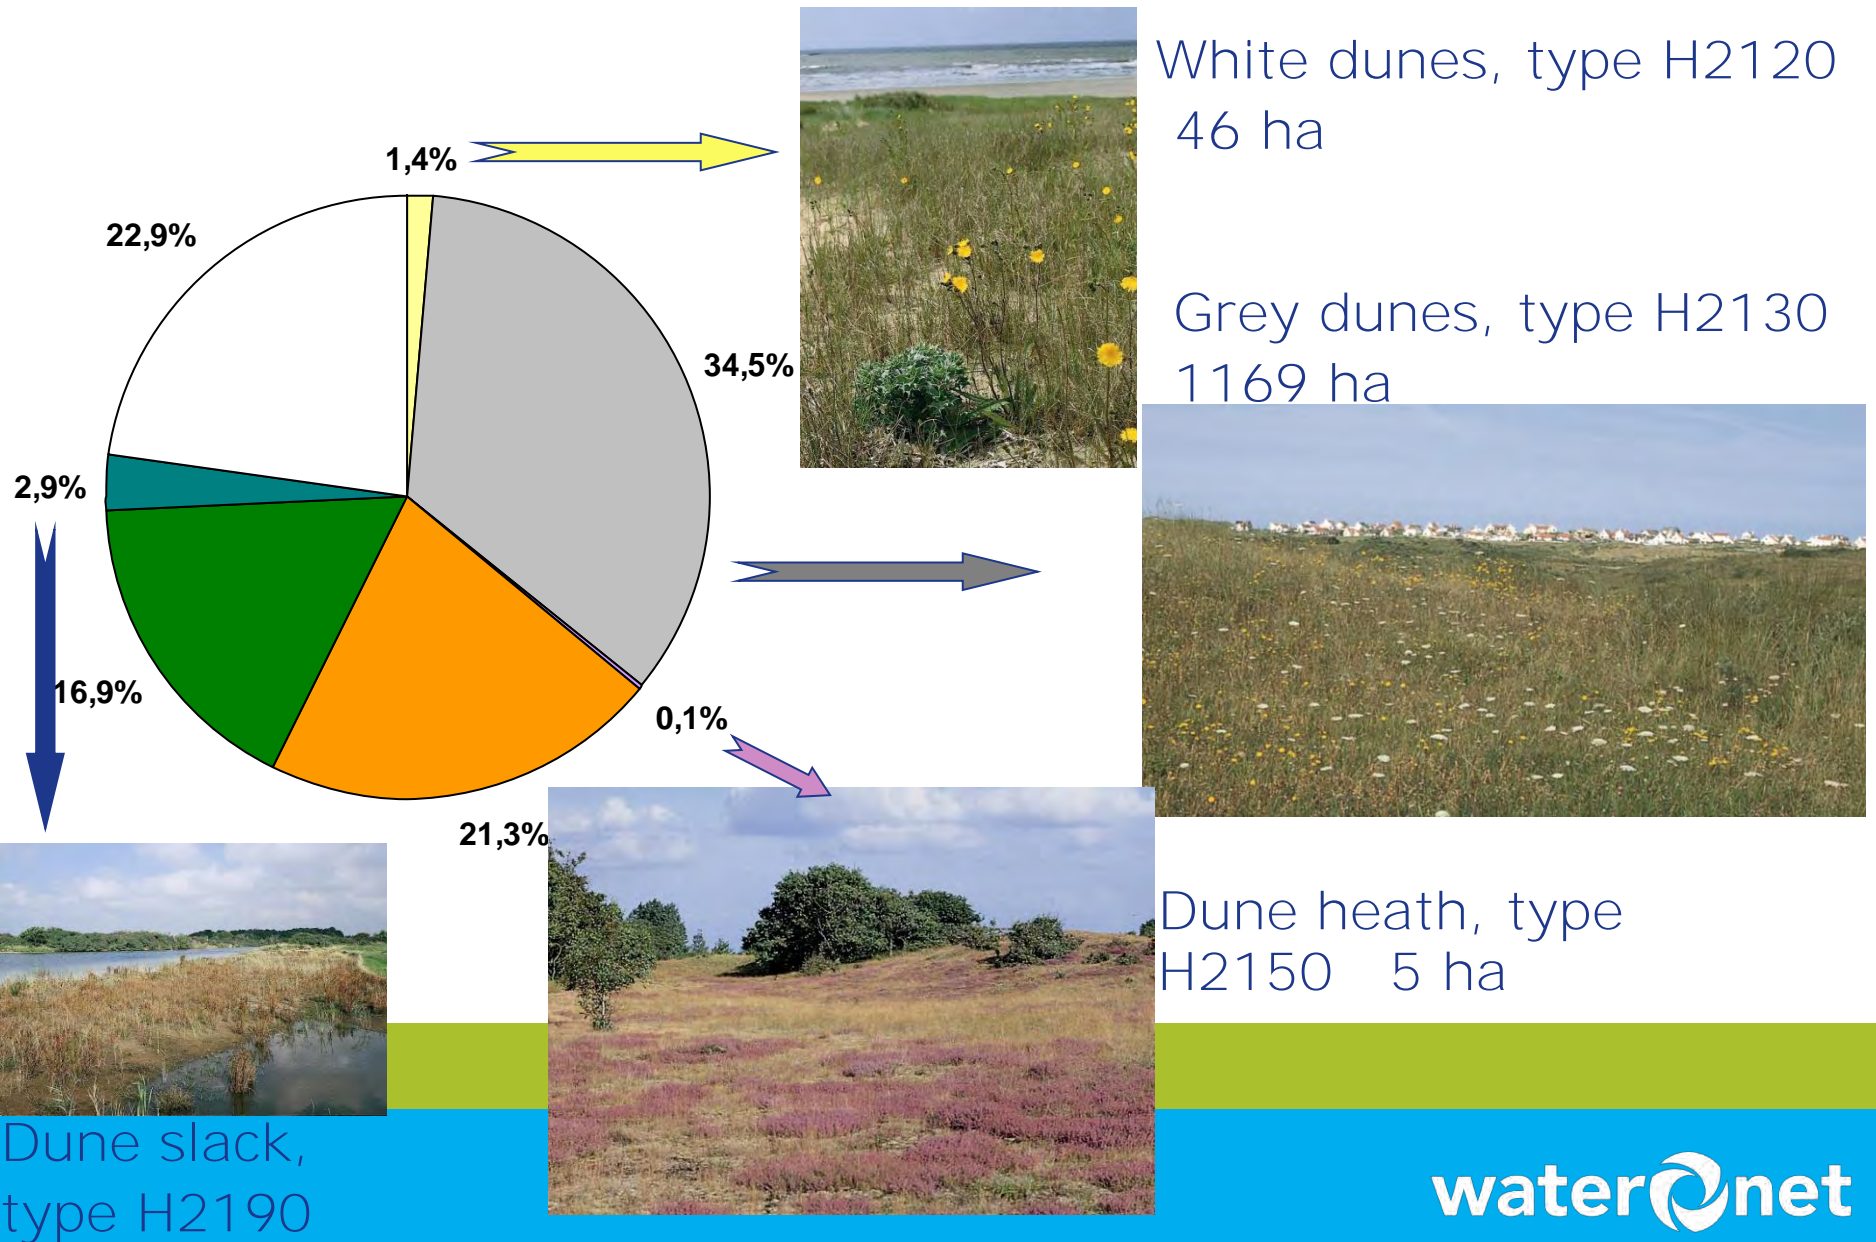 White dunes, type H2120
46 ha
1,4%
22,9%
Grey dunes, type H2130
34,5%
1169 ha
2,9%
16,9%
0,1%
21,3%
Dune heath, type
H2150 5 ha
Dune slack,
type H2190
waternet